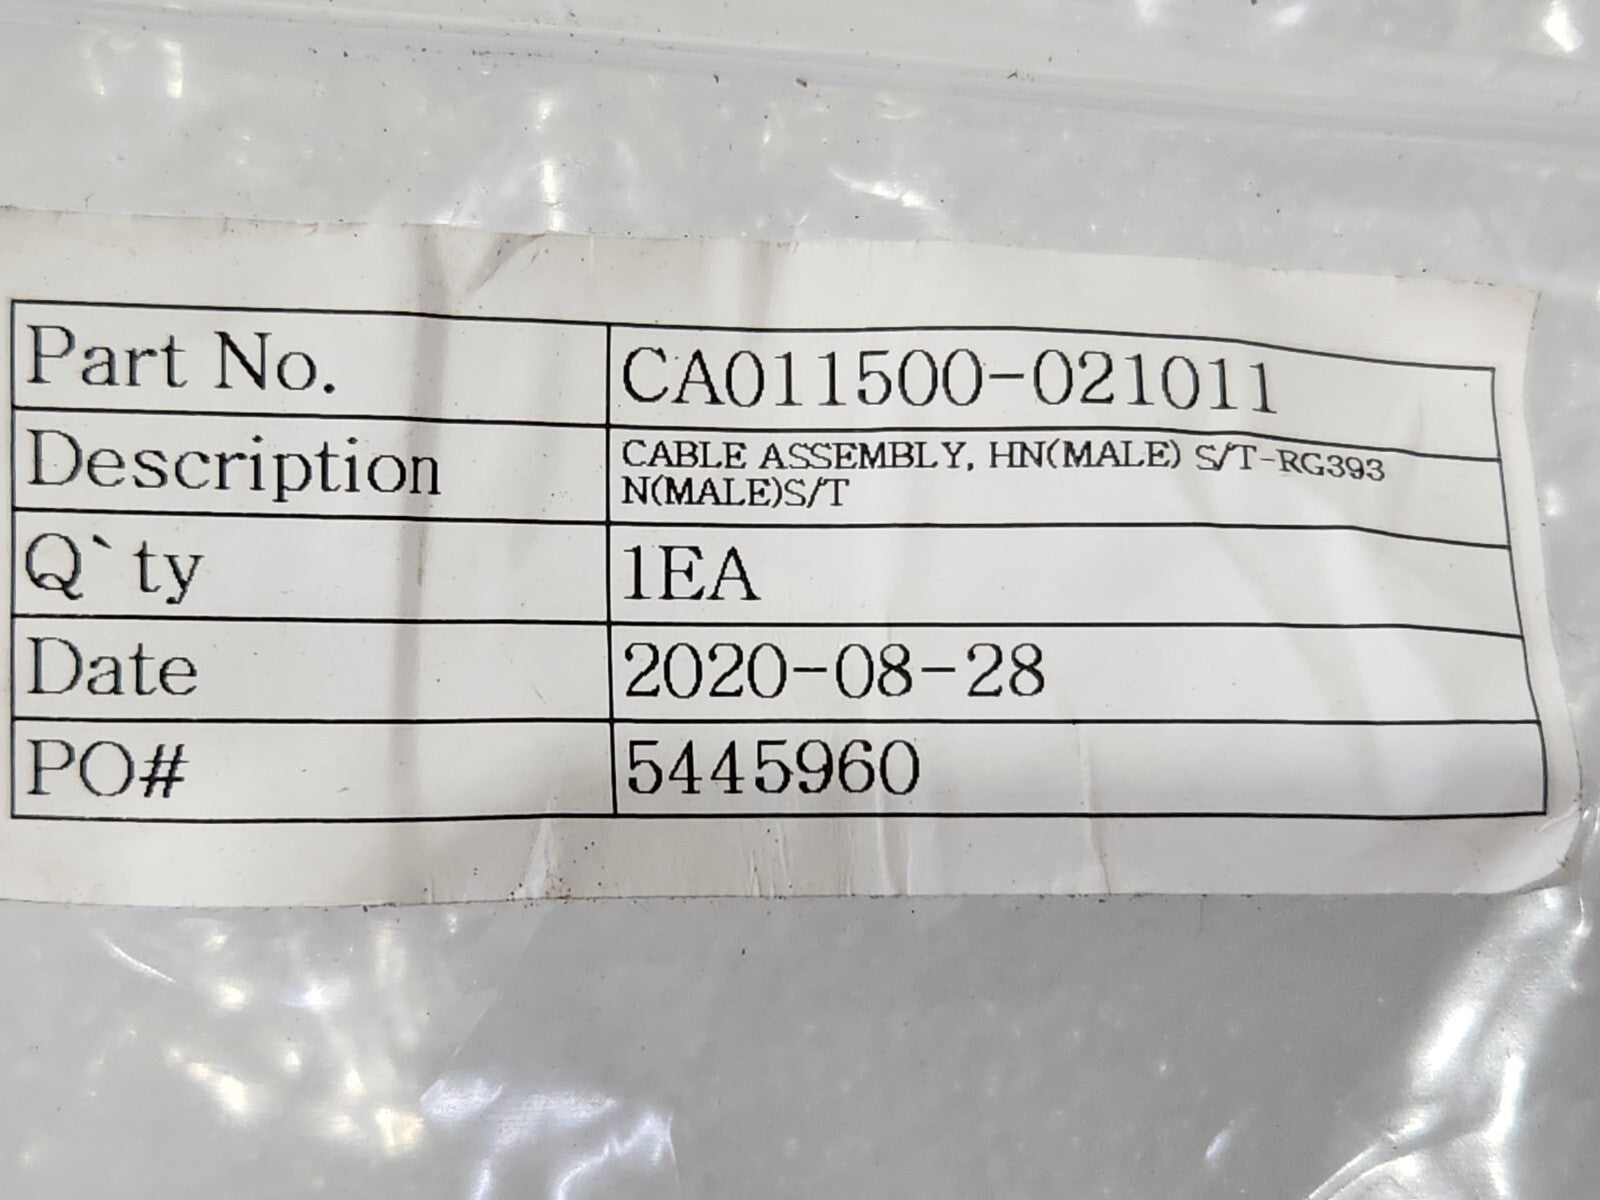 Part No. CA011500-021011
Description CABLE ASSEMBLY, HN(MALE) S/T-RG393
N(MALE)S/T
Q`ty 1EA
Date 2020-08-28
PO# 5445960